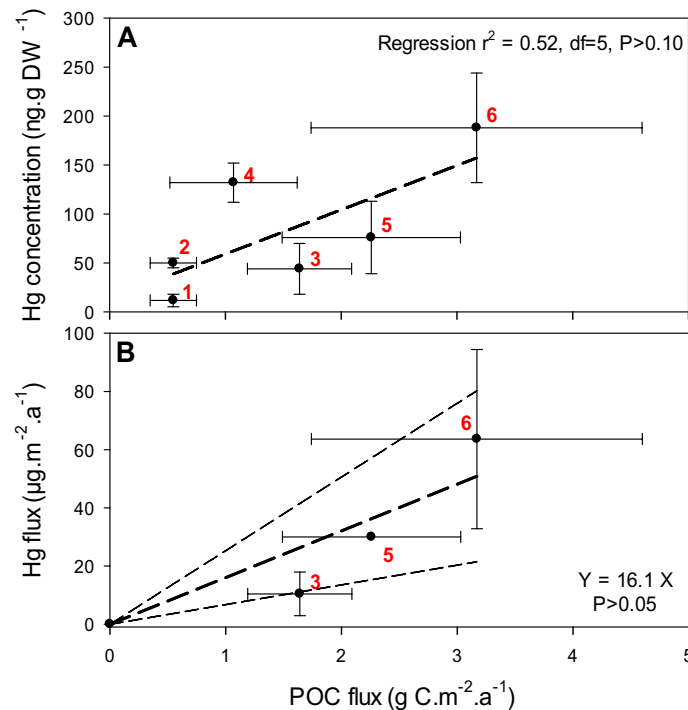 A
Regression r² = 0.52, df=5, P>0.10
Hg concentration (ng.g DW⁻¹)
300
250
200
150
100
50
0
6
4
5
2
3
1
B
Hg flux (µg.m⁻².a⁻¹)
100
80
60
40
20
0
6
5
3
Y = 16.1 X
P>0.05
0 1 2 3 4 5
POC flux (g C.m⁻².a⁻¹)